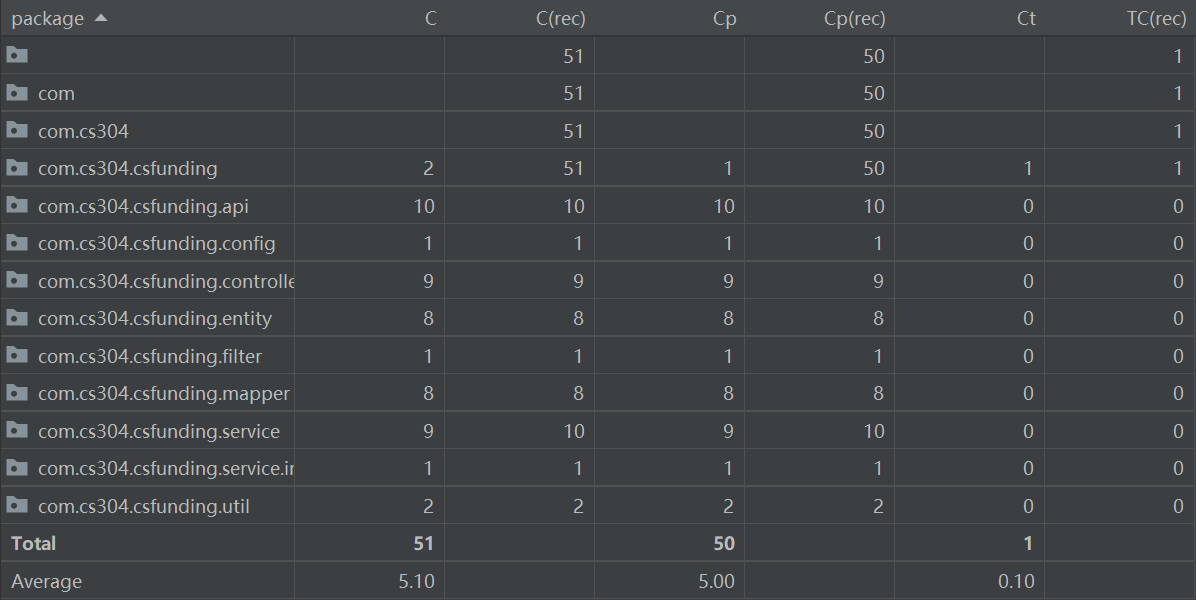 package C C(rec) Cp Cp(rec) Ct TC(rec)
51 50 1
com 51 50 1
com.cs304 51 50 1
com.cs304.csfunding 2 51 1 50 1 1
com.cs304.csfunding.api 10 10 10 10 0 0
com.cs304.csfunding.config 1 1 1 1 0 0
com.cs304.csfunding.controlle 9 9 9 9 0 0
com.cs304.csfunding.entity 8 8 8 8 0 0
com.cs304.csfunding.filter 1 1 1 1 0 0
com.cs304.csfunding.mapper 8 8 8 8 0 0
com.cs304.csfunding.service 9 10 9 10 0 0
com.cs304.csfunding.service.ir 1 1 1 1 0 0
com.cs304.csfunding.util 2 2 2 2 0 0
Total 51 50 1
Average 5.10 5.00 0.10